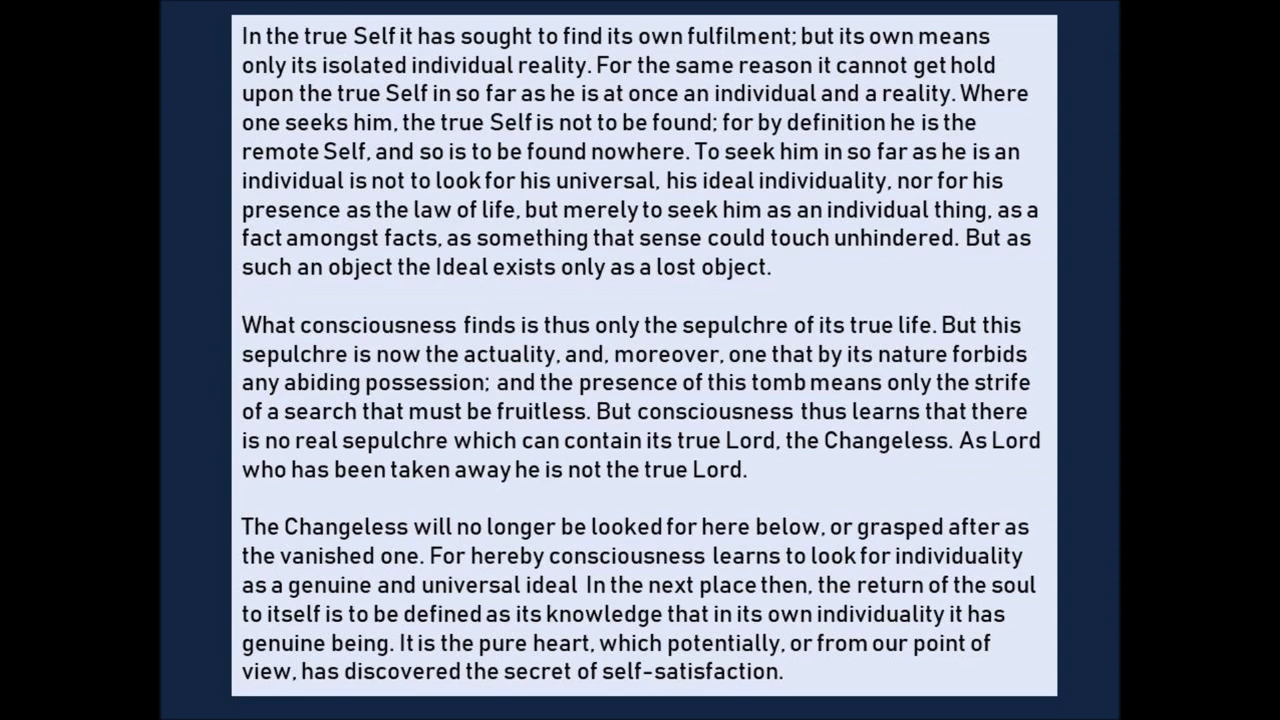 In the true Self it has sought to find its own fulfilment; but its own means
only its isolated individual reality. For the same reason it cannot get hold
upon the true Self in so far as he is at once an individual and a reality. Where
one seeks him, the true Self is not to be found; for by definition he is the
remote Self, and so is to be found nowhere. To seek him in so far as he is an
individual is not to look for his universal, his ideal individuality, nor for his
presence as the law of life, but merely to seek him as an individual thing, as a
fact amongst facts, as something that sense could touch unhindered. But as
such an object the Ideal exists only as a lost object.

What consciousness finds is thus only the sepulchre of its true life. But this
sepulchre is now the actuality, and, moreover, one that by its nature forbids
any abiding possession; and the presence of this tomb means only the strife
of a search that must be fruitless. But consciousness thus learns that there
is no real sepulchre which can contain its true Lord, the Changeless. As Lord
who has been taken away he is not the true Lord.

The Changeless will no longer be looked for here below, or grasped after as
the vanished one. For hereby consciousness learns to look for individuality
as a genuine and universal ideal In the next place then, the return of the soul
to itself is to be defined as its knowledge that in its own individuality it has
genuine being. It is the pure heart, which potentially, or from our point of
view, has discovered the secret of self-satisfaction.